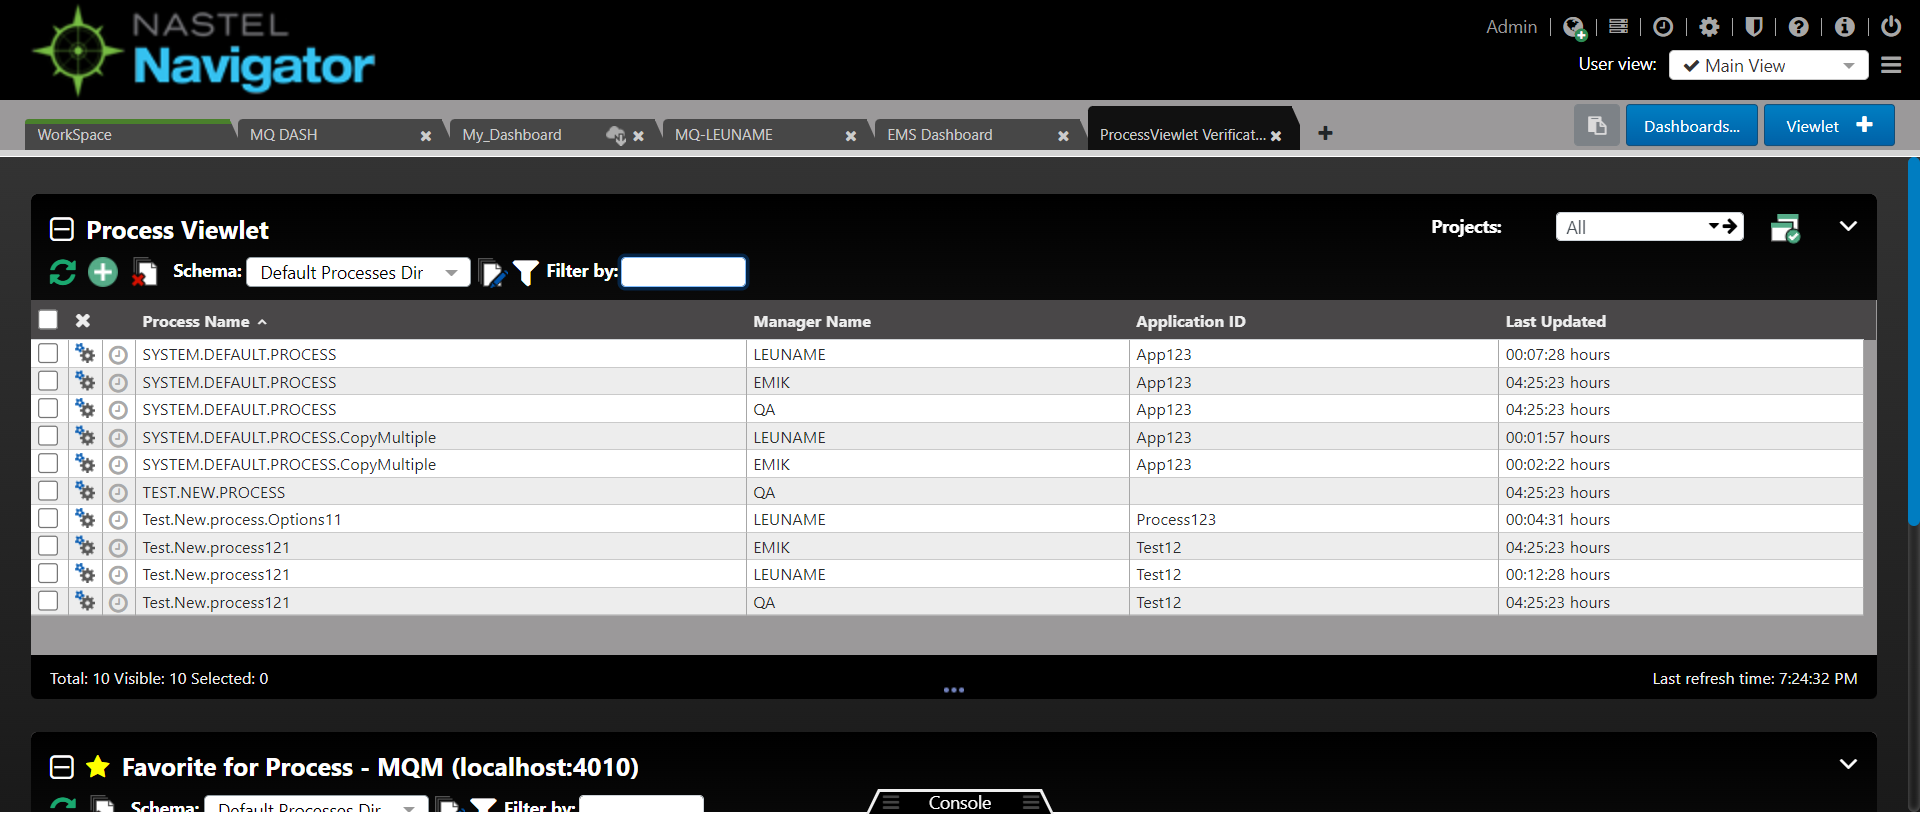 NASTEL
Navigator
Admin
User view: Main View
WorkSpace MQ DASH My_Dashboard MQ-LEUNAME EMS Dashboard ProcessViewlet Verificat... Dashboards... Viewlet
Process Viewlet Projects: All
Schema: Default Processes Dir Filter by:
Process Name Manager Name Application ID Last Updated
SYSTEM.DEFAULT.PROCESS LEUNAME App123 00:07:28 hours
SYSTEM.DEFAULT.PROCESS EMIK App123 04:25:23 hours
SYSTEM.DEFAULT.PROCESS QA App123 04:25:23 hours
SYSTEM.DEFAULT.PROCESS.CopyMultiple LEUNAME App123 00:01:57 hours
SYSTEM.DEFAULT.PROCESS.CopyMultiple EMIK App123 00:02:22 hours
TEST.NEW.PROCESS QA 04:25:23 hours
Test.New.process.Options11 LEUNAME Process123 00:04:31 hours
Test.New.process121 EMIK Test12 04:25:23 hours
Test.New.process121 LEUNAME Test12 00:12:28 hours
Test.New.process121 QA Test12 04:25:23 hours
Total: 10 Visible: 10 Selected: 0 Last refresh time: 7:24:32 PM
Favorite for Process - MQM (localhost:4010)
Schema: Default Processes Dir Filter by:
Console